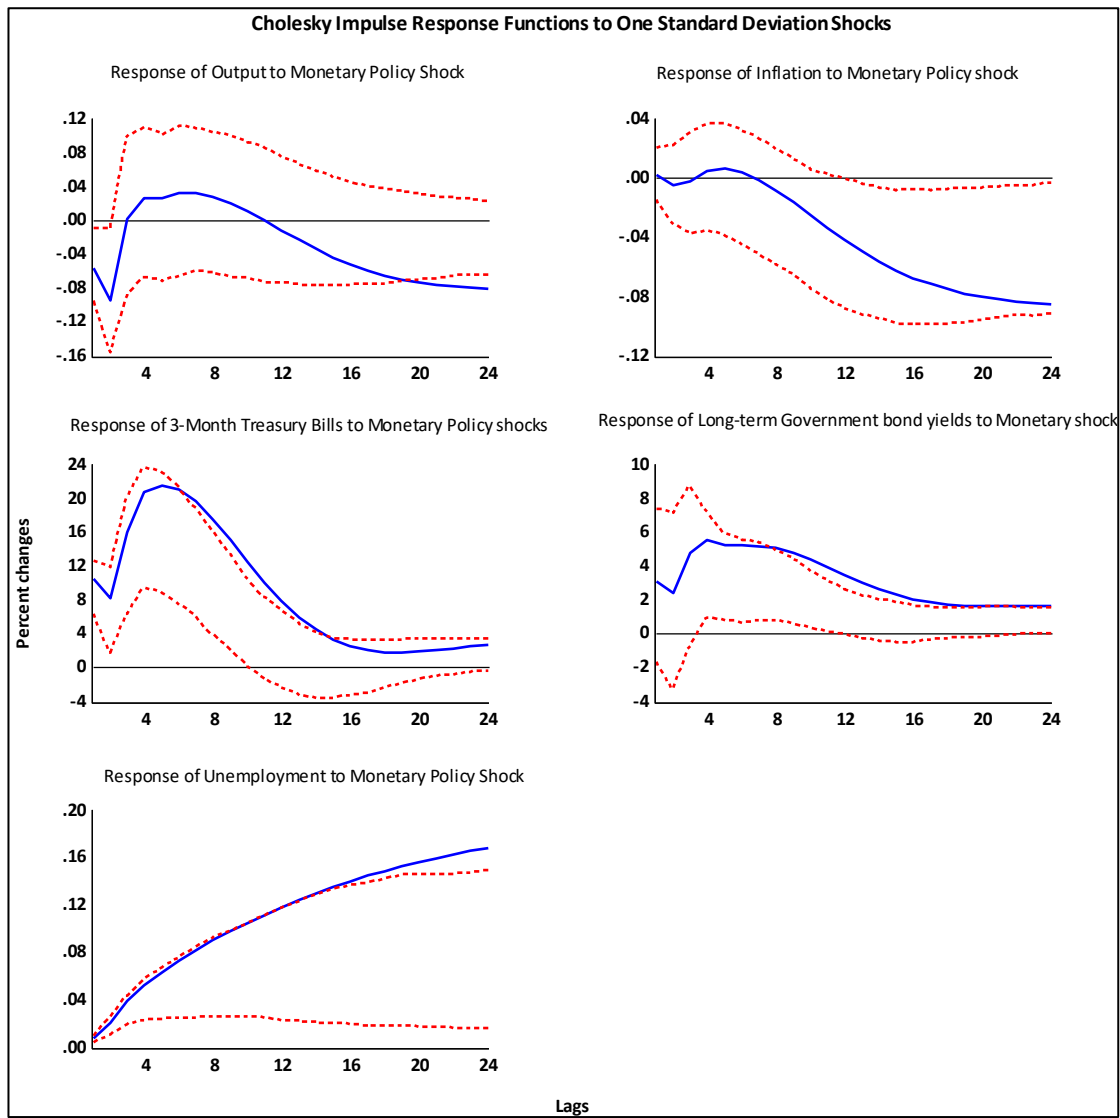 Cholesky Impulse Response Functions to One Standard Deviation Shocks
Response of Output to Monetary Policy Shock
.12
.08
.04
.00
-.04
-.08
-.12
-.16
4 8 12 16 20 24
Response of Inflation to Monetary Policy shock
.04
.00
-.04
-.08
-.12
4 8 12 16 20 24
Response of 3-Month Treasury Bills to Monetary Policy shocks
24
20
16
12
8
4
0
-4
4 8 12 16 20 24
Response of Long-term Government bond yields to Monetary shock
10
8
6
4
2
0
-2
-4
4 8 12 16 20 24
Percent changes
Response of Unemployment to Monetary Policy Shock
.20
.16
.12
.08
.04
.00
4 8 12 16 20 24
Lags